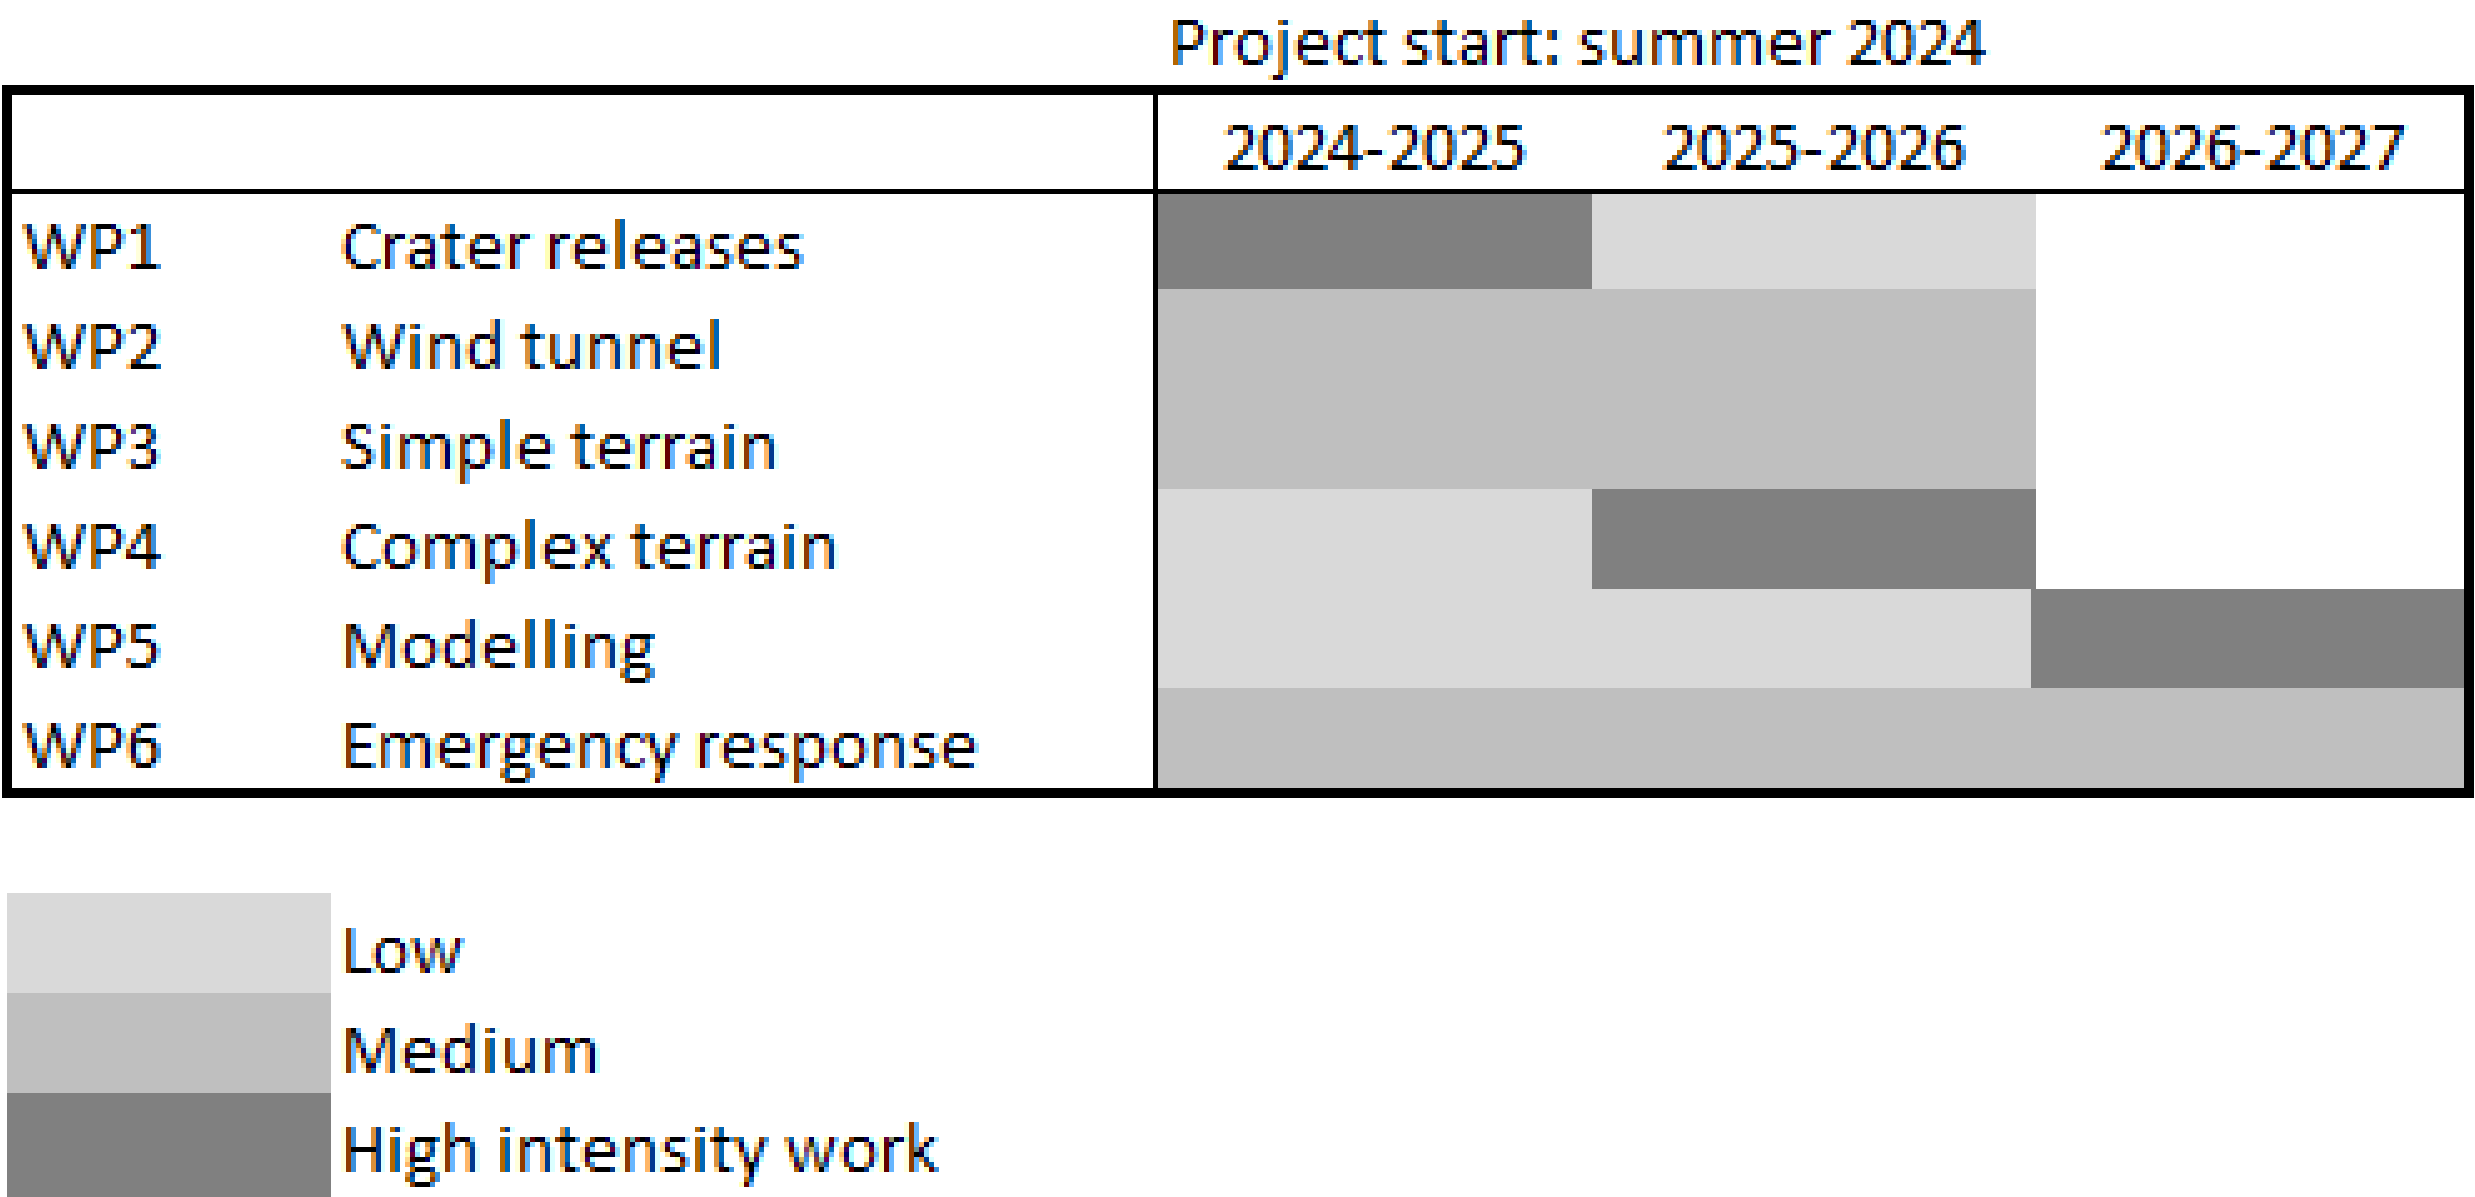 Project start: summer 2024
2024-2025 2025-2026 2026-2027
WP1 Crater releases
WP2 Wind tunnel
WP3 Simple terrain
WP4 Complex terrain
WP5 Modelling
WP6 Emergency response
Low
Medium
High intensity work